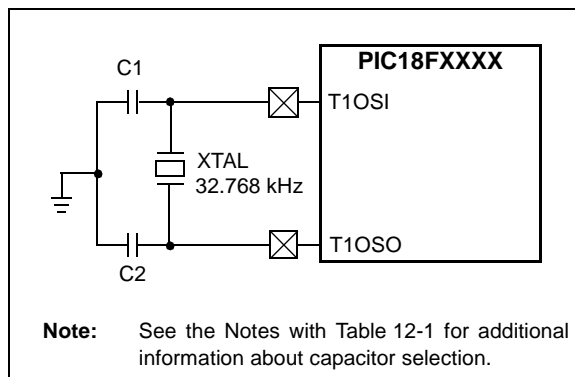 PIC18FXXXX
C1
T1OSI
XTAL
32.768 kHz
T1OSO
C2
Note: See the Notes with Table 12-1 for additional
information about capacitor selection.